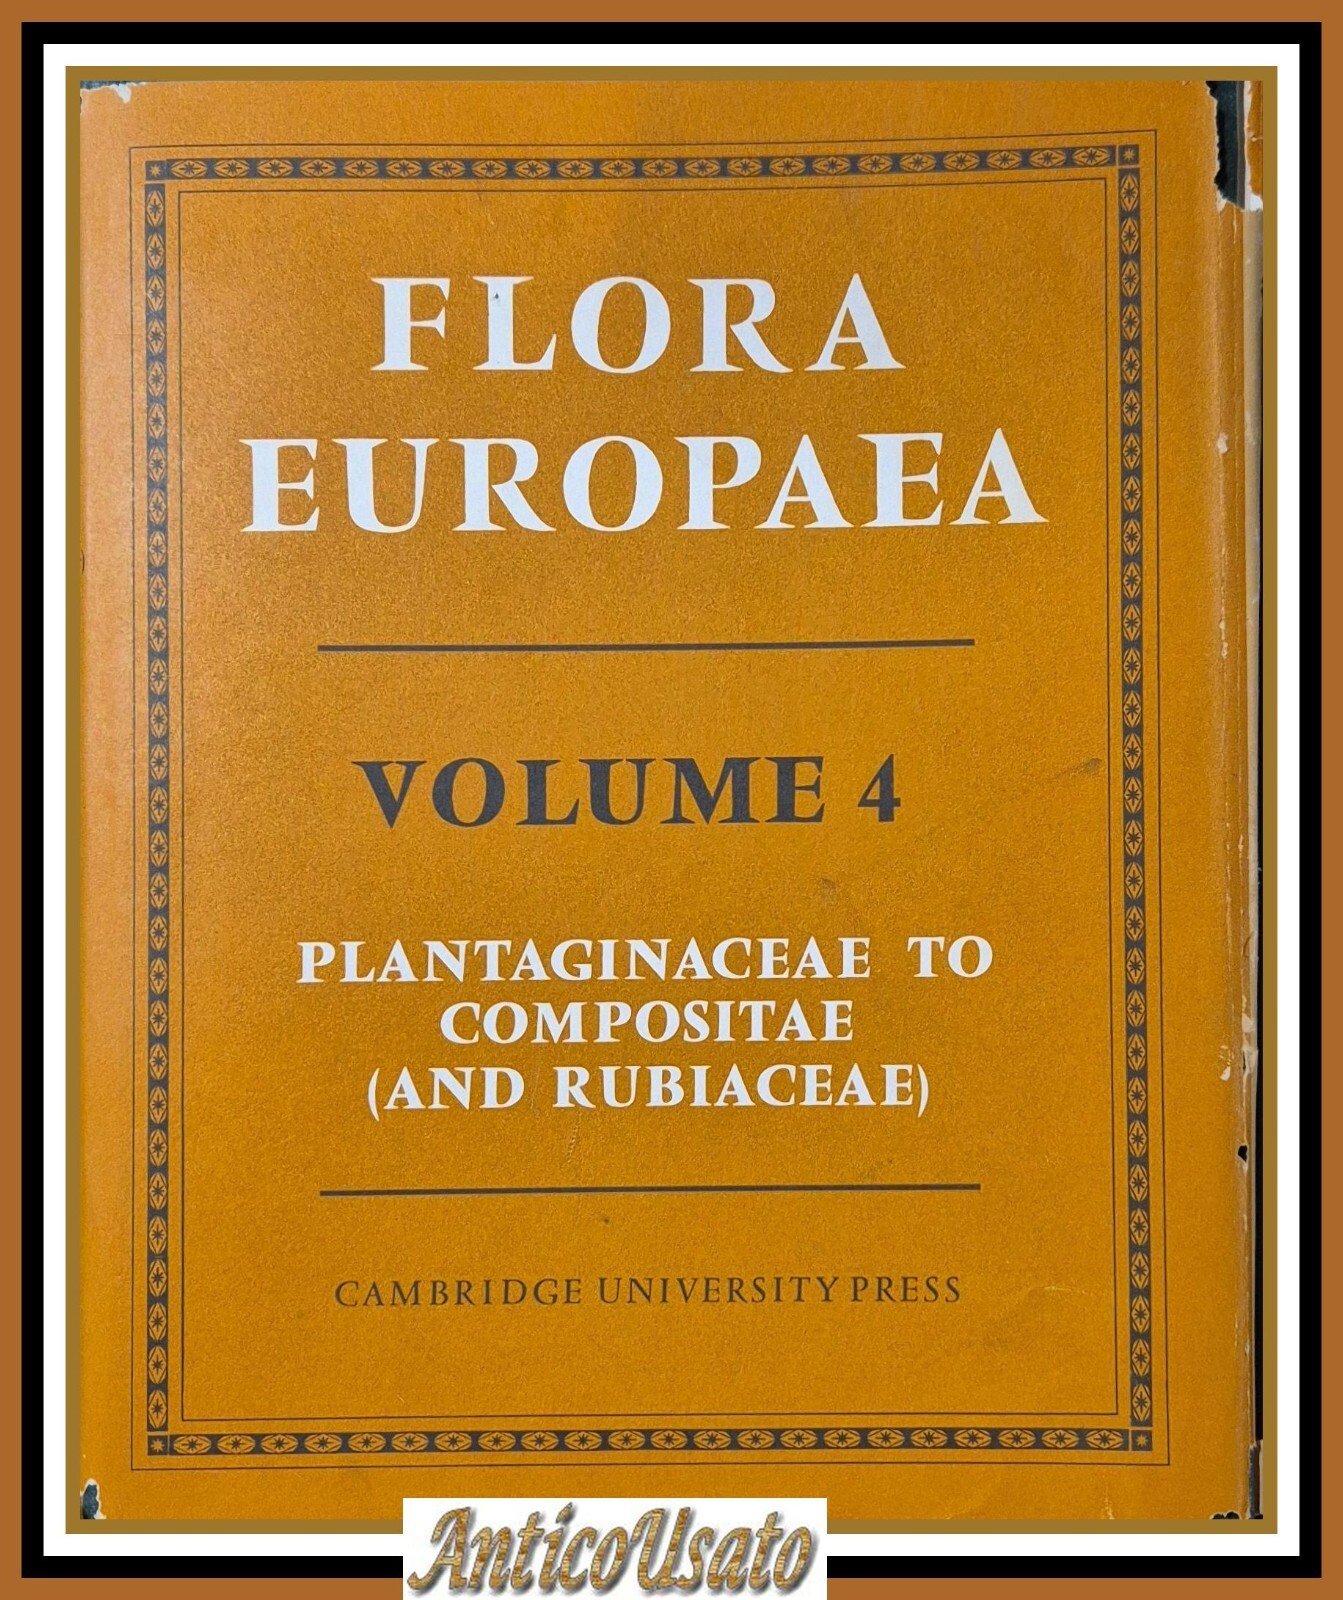 FLORA
EUROPAEA
VOLUME 4
PLANTAGINACEAE TO
COMPOSITAE
(AND RUBIACEAE)
CAMBRIDGE UNIVERSITY PRESS
AnticoUsato